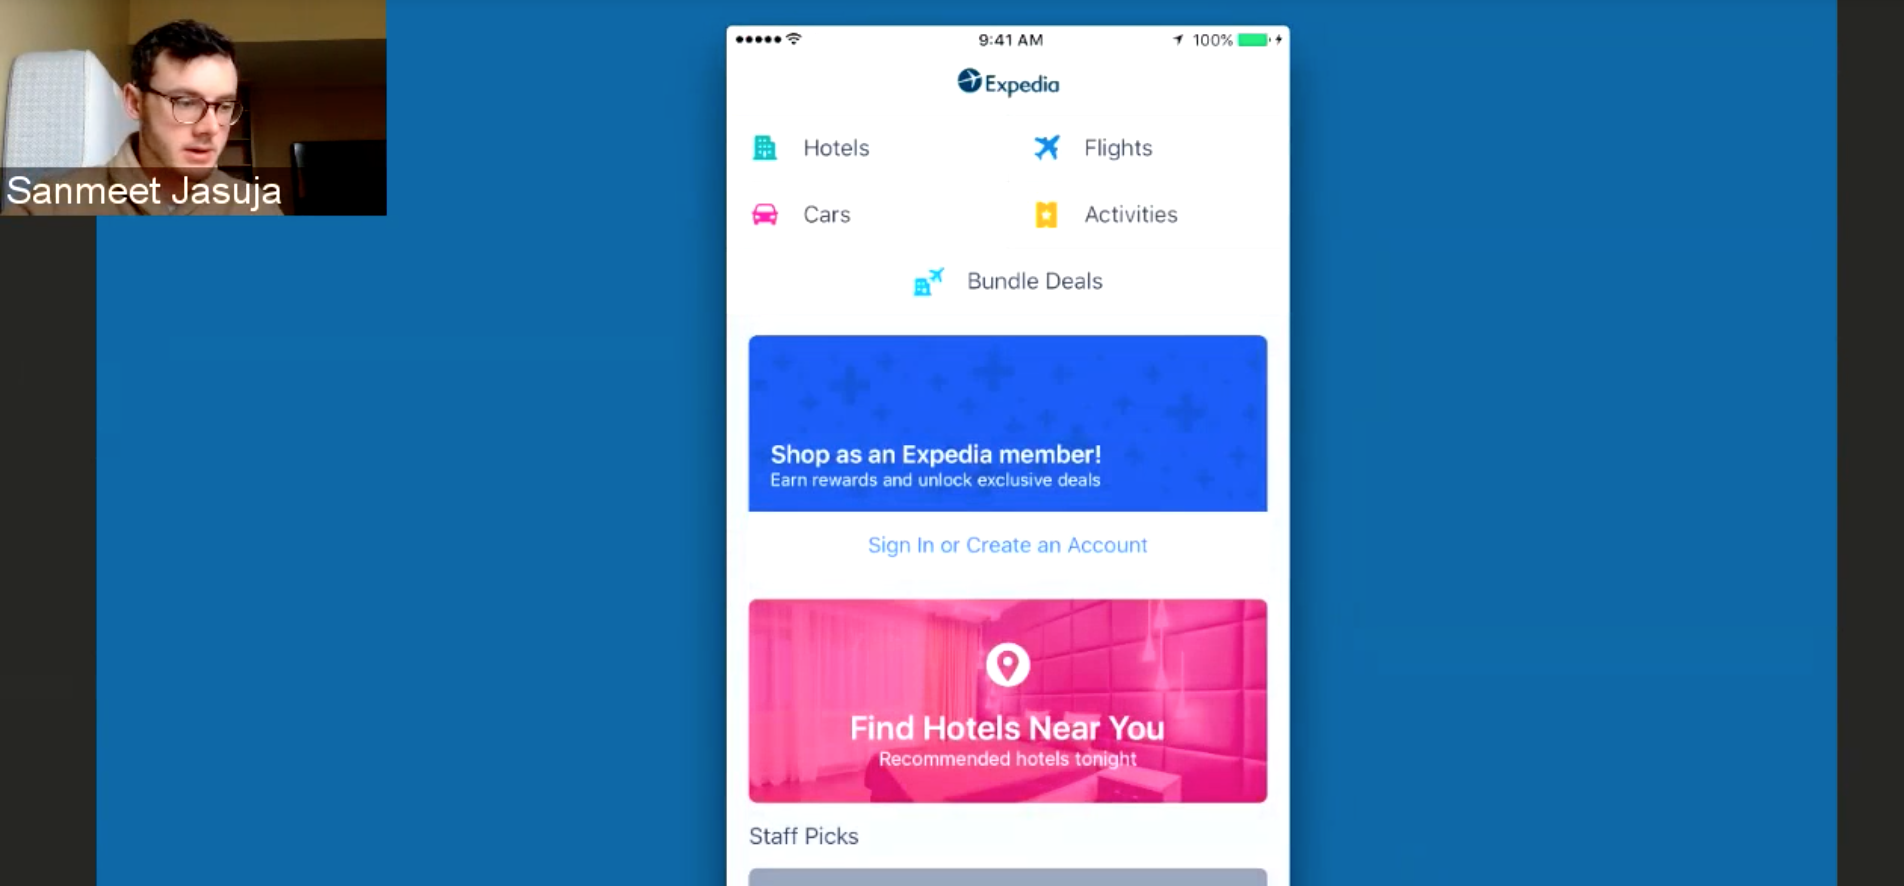 Sanmeet Jasuja
9:41 AM
100%
Expedia
Hotels
Flights
Cars
Activities
Bundle Deals
Shop as an Expedia member!
Earn rewards and unlock exclusive deals
Sign In or Create an Account
Find Hotels Near You
Recommended hotels tonight
Staff Picks